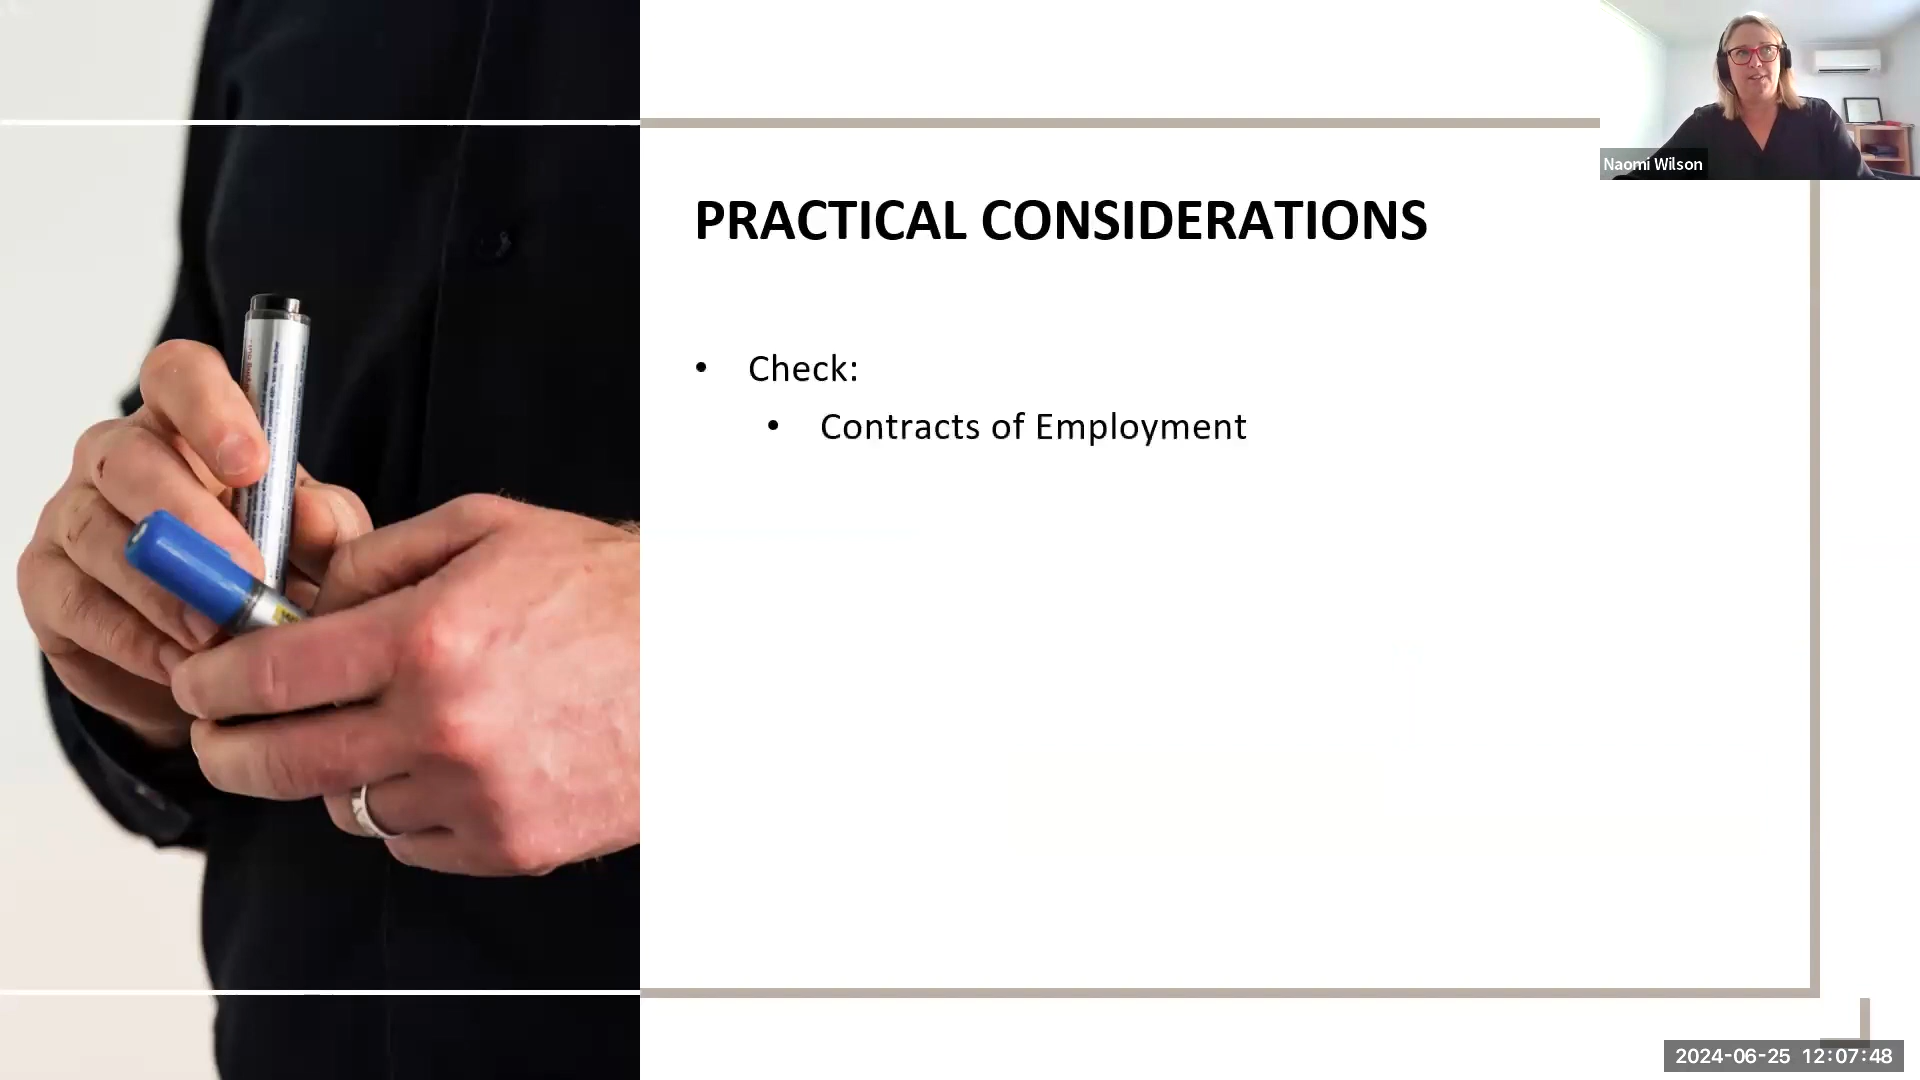 Naomi Wilson
PRACTICAL CONSIDERATIONS
• Check:
• Contracts of Employment
2024-06-25 12:07:48